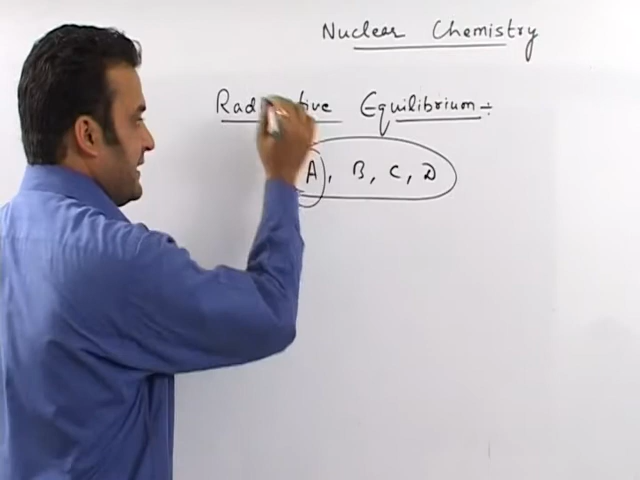 Nuclear Chemistry
Equilibrium :-
A, B, C, D